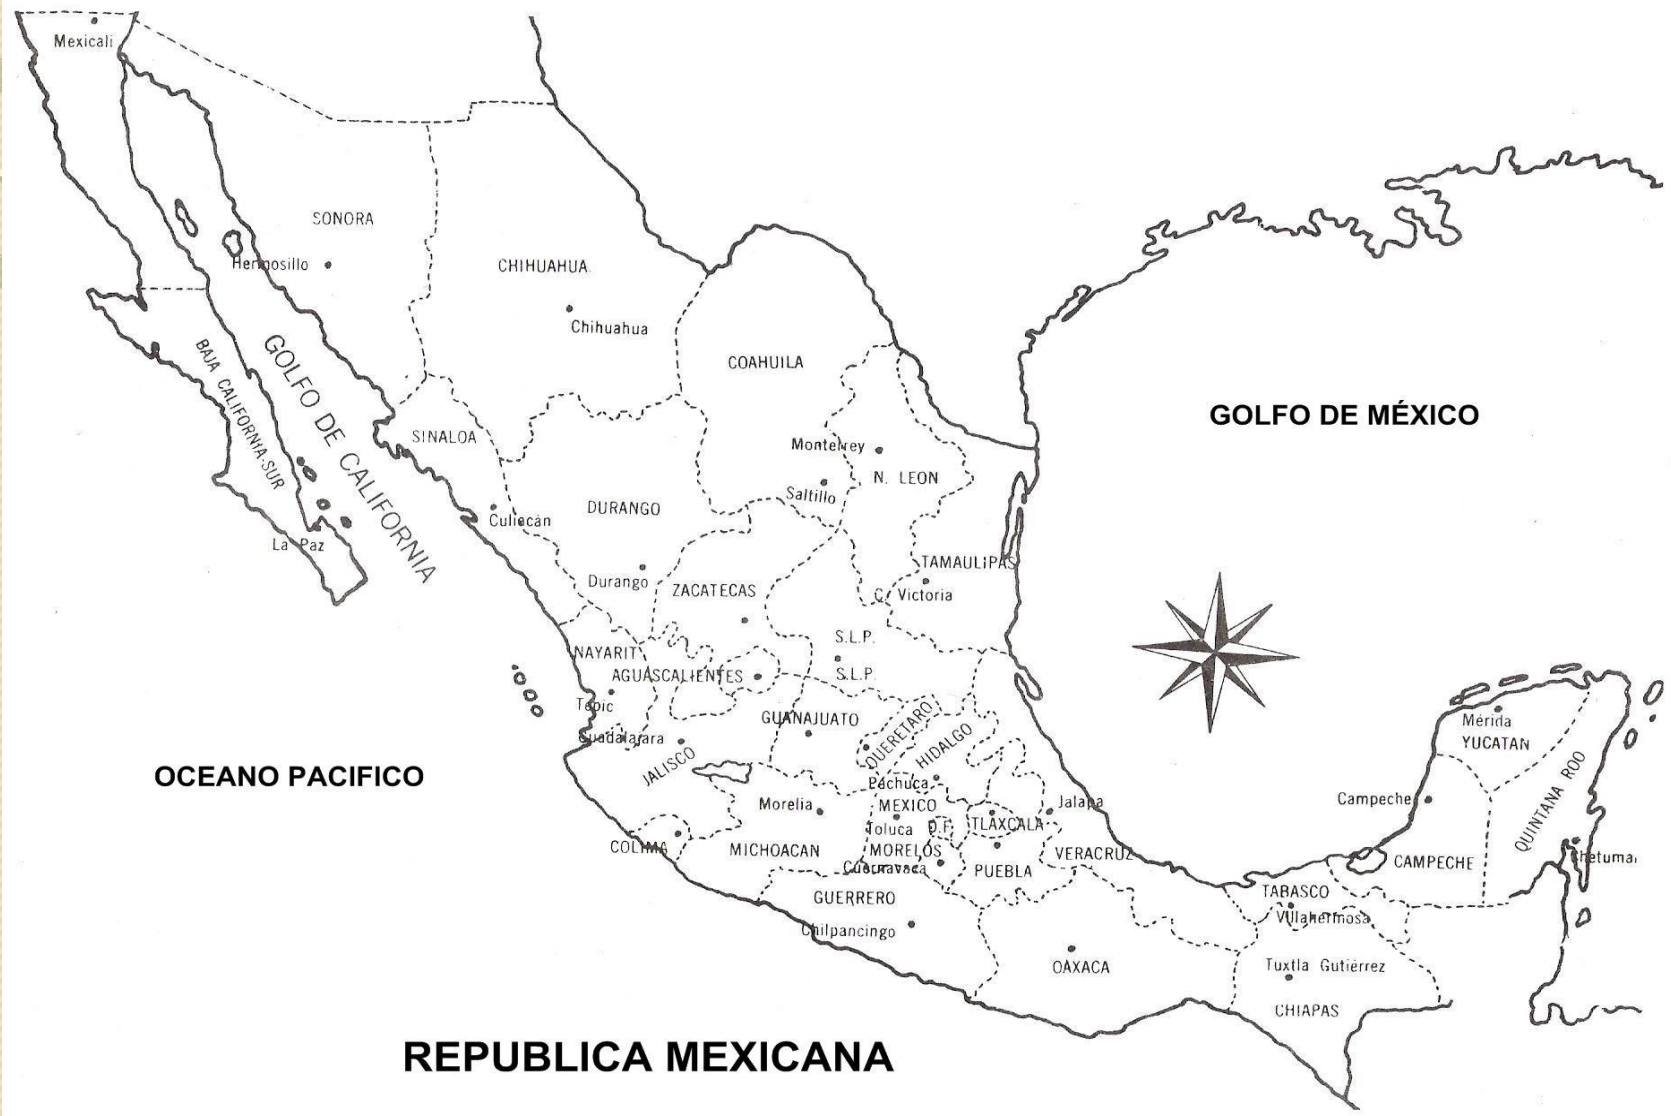 Mexicali
SONORA
Hermosillo
CHIHUAHUA
Chihuahua
BAJA CALIFORNIA SUR
GOLFO DE CALIFORNIA
COAHUILA
GOLFO DE MÉXICO
SINALOA
Monterrey
N. LEON
Saltillo
DURANGO
Culiacán
La Paz
Durango
ZACATECAS
TAMAULIPAS
C. Victoria
S.L.P.
S.L.P.
NAYARIT
AGUASCALIENTES
Tepic
GUANAJUATO
QUERETARO
HIDALGO
Guadalajara
JALISCO
OCEANO PACIFICO
Pachuca
Morelia
MEXICO
Jalapa
Toluca
D.F.
TLAXCALA
COLIMA
MICHOACAN
MORELOS
VERACRUZ
Cuernavaca
PUEBLA
GUERRERO
Chilpancingo
OAXACA
Mérida
YUCATAN
QUINTANA ROO
Campeche
CAMPECHE
Chetumal
TABASCO
Villahermosa
Tuxtla Gutiérrez
CHIAPAS
REPUBLICA MEXICANA